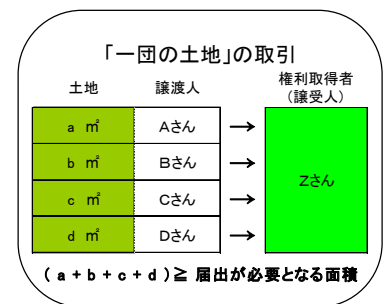 「一団の土地」の取引
土地 譲渡人 権利取得者
(譲受人)
a ㎡ Aさん →
b ㎡ Bさん →
c ㎡ Cさん →
d ㎡ Dさん →
Zさん
( a + b + c + d ) ≧ 届出が必要となる面積